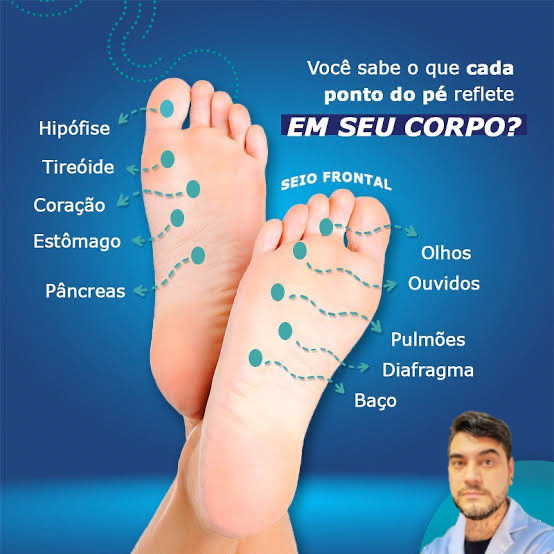 Você sabe o que cada
ponto do pé reflete
EM SEU CORPO?
Hipófise
Tireóide
Coração
Estômago
Pâncreas
SEIO FRONTAL
Olhos
Ouvidos
Pulmões
Diafragma
Baço